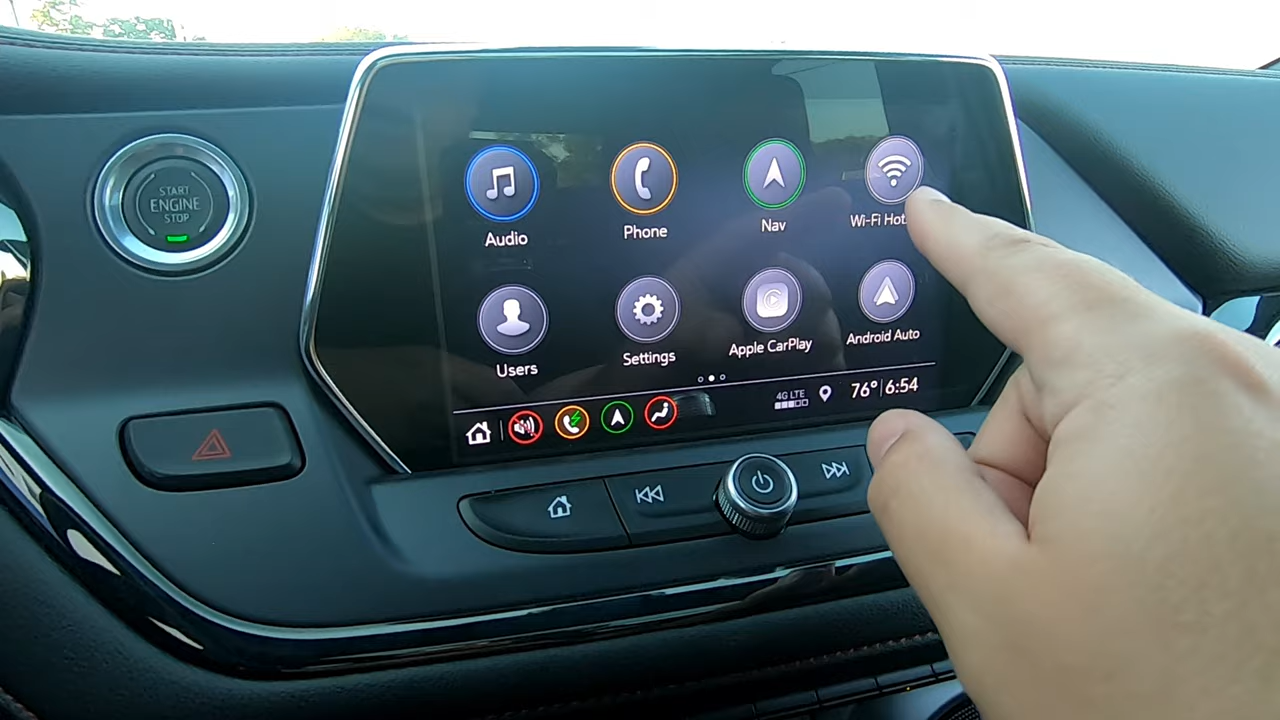 START
ENGINE
STOP
Audio
Phone
Nav
Wi-Fi Hot
Users
Settings
Apple CarPlay
Android Auto
4G LTE
76° 6:54